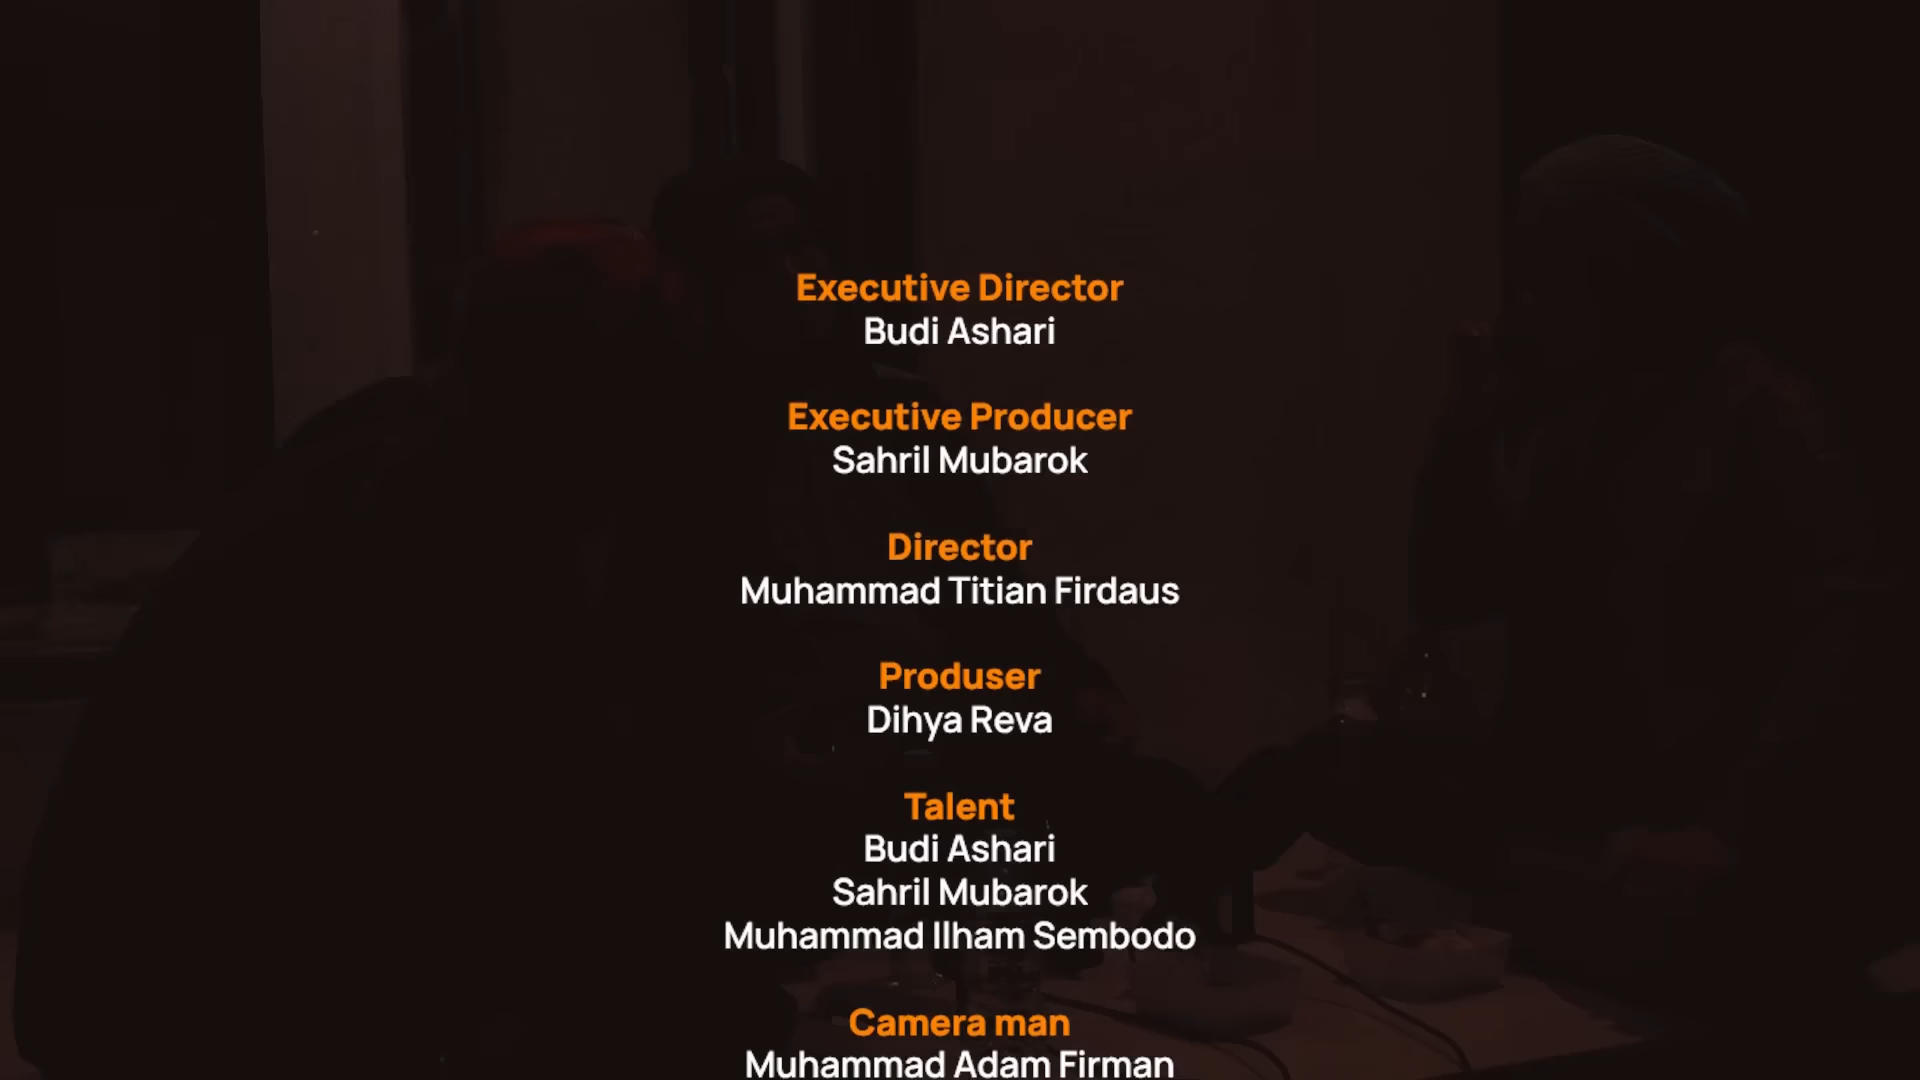 Executive Director
Budi Ashari
Executive Producer
Sahril Mubarok
Director
Muhammad Titian Firdaus
Produser
Dihya Reva
Talent
Budi Ashari
Sahril Mubarok
Muhammad Ilham Sembodo
Camera man
Muhammad Adam Firman